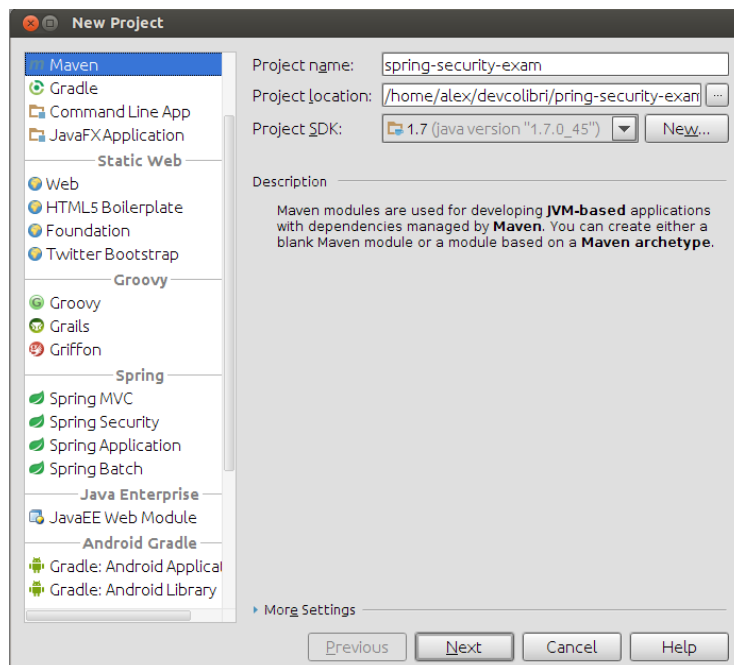 New Project
Maven
Gradle
Command Line App
JavaFX Application
Static Web
Web
HTML5 Boilerplate
Foundation
Twitter Bootstrap
Groovy
Groovy
Grails
Griffon
Spring
Spring MVC
Spring Security
Spring Application
Spring Batch
Java Enterprise
JavaEE Web Module
Android Gradle
Gradle: Android Applicat
Gradle: Android Library
Project name: spring-security-exam
Project location: /home/alex/devcolibri/pring-security-exam ...
Project SDK: 1.7 (java version "1.7.0_45") New...
Description
Maven modules are used for developing JVM-based applications
with dependencies managed by Maven. You can create either a
blank Maven module or a module based on a Maven archetype.
More Settings
Previous Next Cancel Help